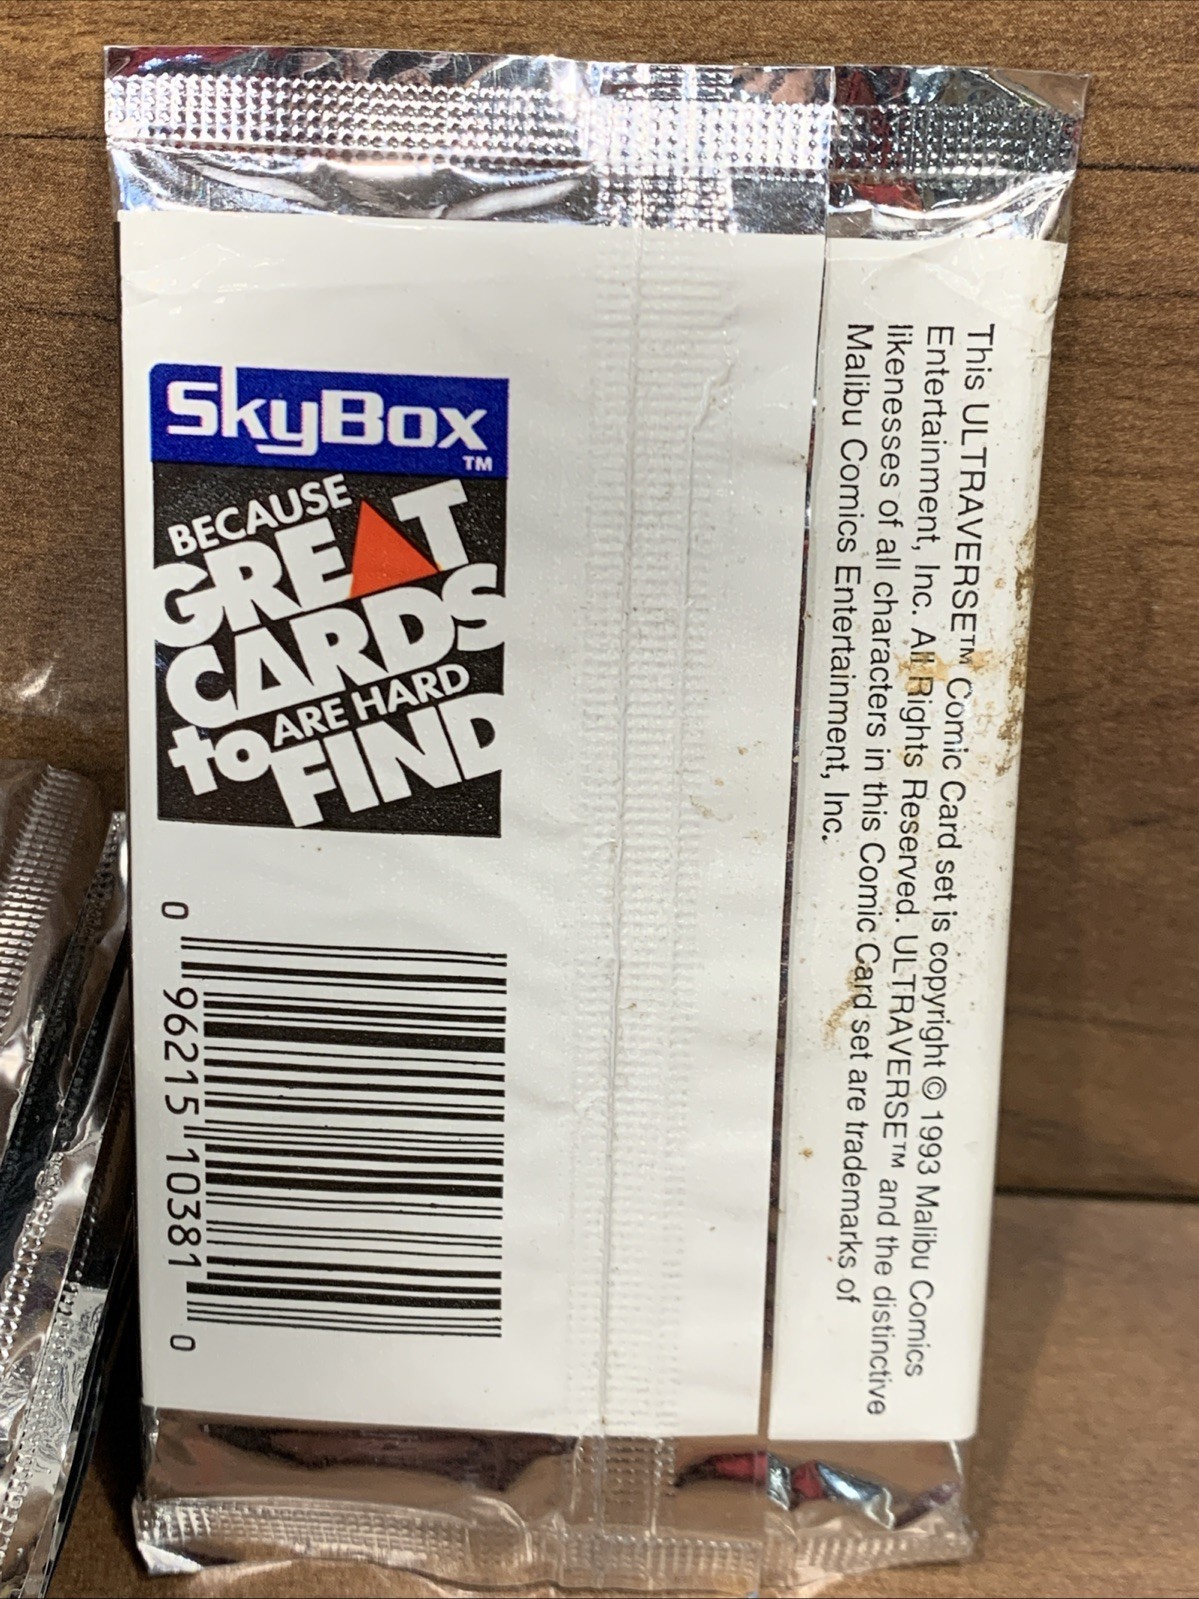 SkyBox
TM
BECAUSE
GREAT
CARDS
ARE HARD
to FIND
0 96215 10381 0
This ULTRAVERSE™ Comic Card set is copyright © 1993 Malibu Comics
Entertainment, Inc. All Rights Reserved. ULTRAVERSE™ and the distinctive
likenesses of all characters in this Comic Card set are trademarks of
Malibu Comics Entertainment, Inc.